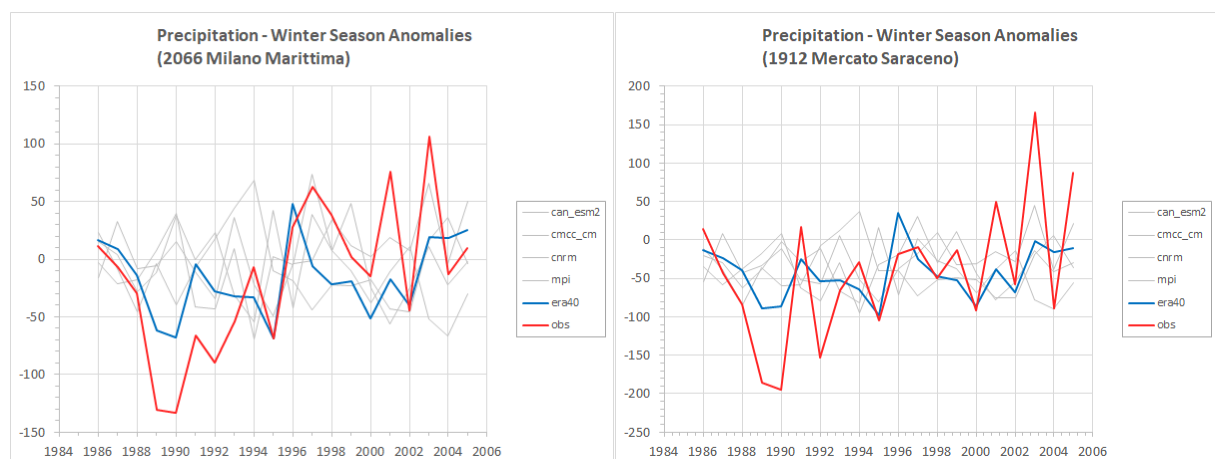 Precipitation - Winter Season Anomalies
(2066 Milano Marittima)
150
100
50
0
-50
-100
-150
1984 1986 1988 1990 1992 1994 1996 1998 2000 2002 2004 2006
can_esm2
cmcc_cm
cnrm
mpi
era40
obs
Precipitation - Winter Season Anomalies
(1912 Mercato Saraceno)
200
150
100
50
0
-50
-100
-150
-200
-250
1984 1986 1988 1990 1992 1994 1996 1998 2000 2002 2004 2006
can_esm2
cmcc_cm
cnrm
mpi
era40
obs